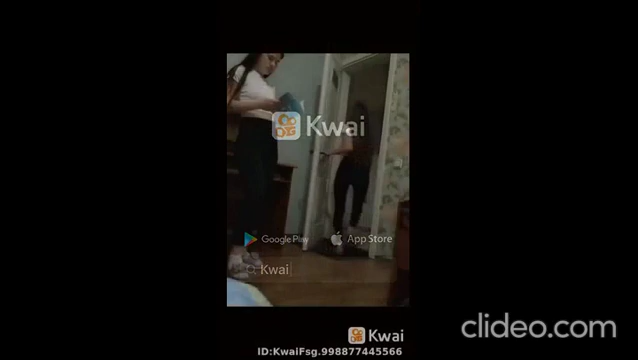 Kwai
Google Play
App Store
Kwai
Kwai
ID:KwaiFsg.998877445566
clideo.com